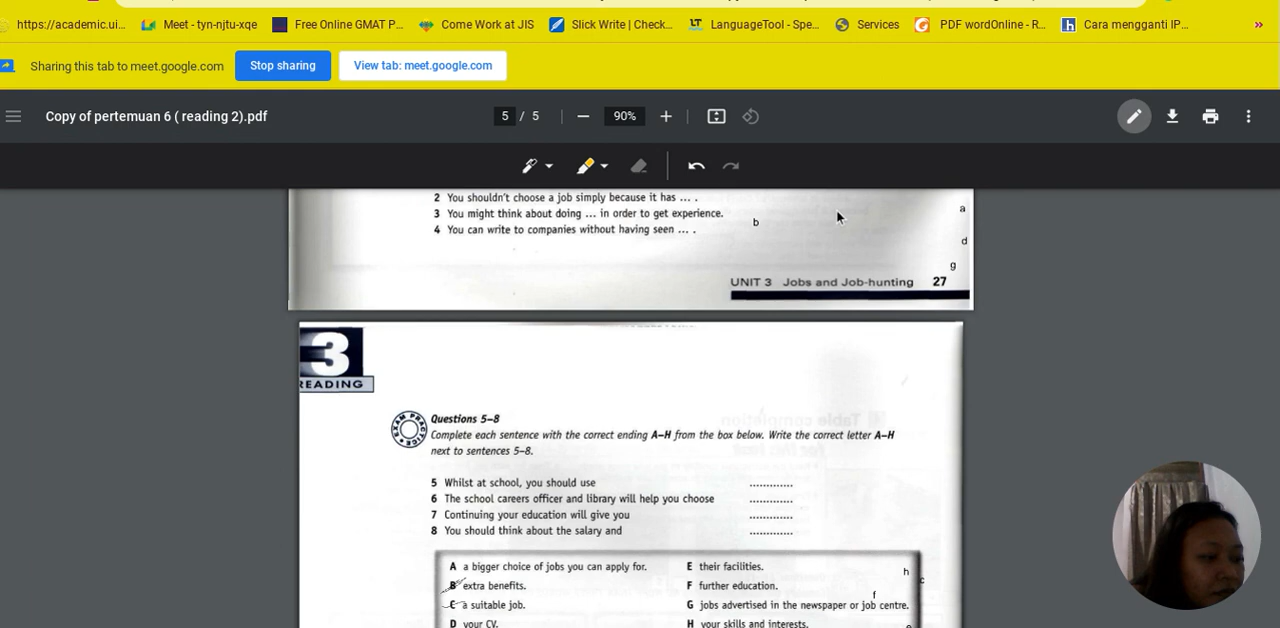 https://academic.ui... Meet - tyn-njtu-xqe Free Online GMAT P... Come Work at JIS Slick Write | Check... LanguageTool - Spe... Services PDF wordOnline - R... Cara mengganti IP... »
Sharing this tab to meet.google.com Stop sharing View tab: meet.google.com
Copy of pertemuan 6 ( reading 2).pdf 5 / 5 90%
2 You shouldn't choose a job simply because it has ... .
3 You might think about doing ... in order to get experience.
4 You can write to companies without having seen ... .
b
a
d
g
UNIT 3 Jobs and Job-hunting 27
3
READING
EXAM PRACTICE
Questions 5–8
Complete each sentence with the correct ending A–H from the box below. Write the correct letter A–H
next to sentences 5–8.
5 Whilst at school, you should use .............
6 The school careers officer and library will help you choose .............
7 Continuing your education will give you .............
8 You should think about the salary and .............
A a bigger choice of jobs you can apply for. E their facilities.
h
B extra benefits. F further education.
c
f
C a suitable job. G jobs advertised in the newspaper or job centre.
D your CV. H your skills and interests.
e